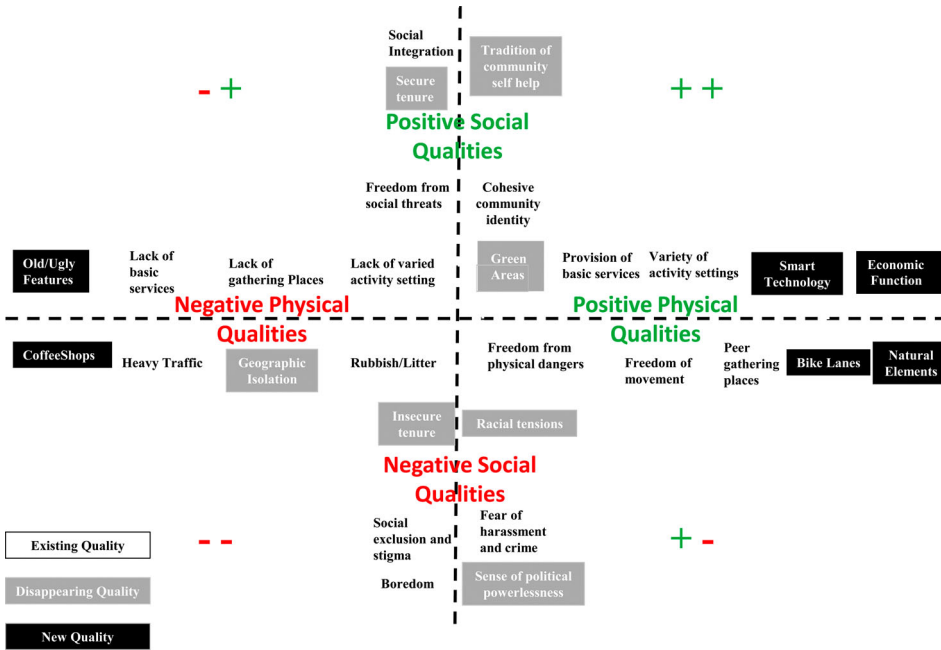 Social
Integration
Tradition of
community
self help
Secure
tenure
- +
+ +
Positive Social
Qualities
Freedom from
social threats
Cohesive
community
identity
Old/Ugly
Features
Lack of
basic
services
Lack of
gathering Places
Lack of varied
activity setting
Green
Areas
Provision of
basic services
Variety of
activity settings
Smart
Technology
Economic
Function
Negative Physical
Qualities
Positive Physical
Qualities
CoffeeShops
Heavy Traffic
Geographic
Isolation
Rubbish/Litter
Freedom from
physical dangers
Freedom of
movement
Peer
gathering
places
Bike Lanes
Natural
Elements
Insecure
tenure
Racial tensions
Negative Social
Qualities
Social
exclusion and
stigma
Fear of
harassment
and crime
- -
+ -
Boredom
Sense of political
powerlessness
Existing Quality
Disappearing Quality
New Quality